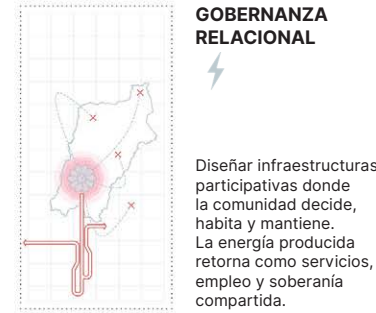 GOBERNANZA
RELACIONAL
Diseñar infraestructuras
participativas donde
la comunidad decide,
habita y mantiene.
La energía producida
retorna como servicios,
empleo y soberanía
compartida.